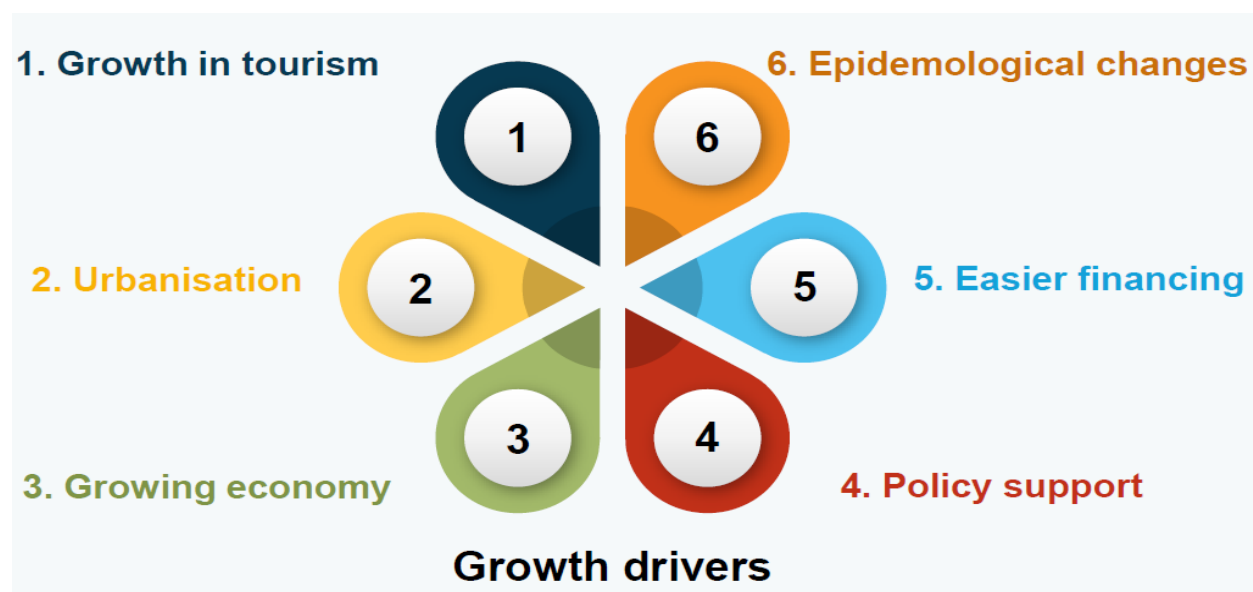 1. Growth in tourism
6. Epidemological changes
1
6
2. Urbanisation
2
5
5. Easier financing
3
4
3. Growing economy
4. Policy support
Growth drivers